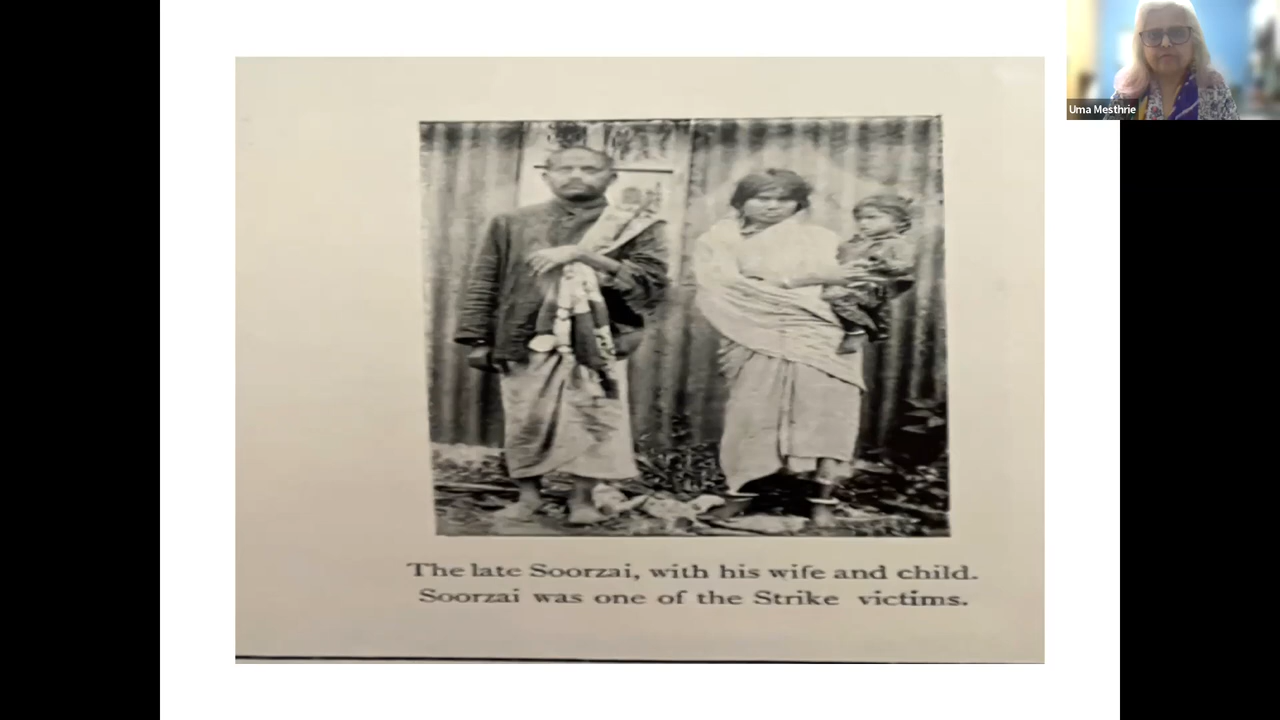 Uma Mesthrie
The late Soorzai, with his wife and child.
Soorzai was one of the Strike victims.